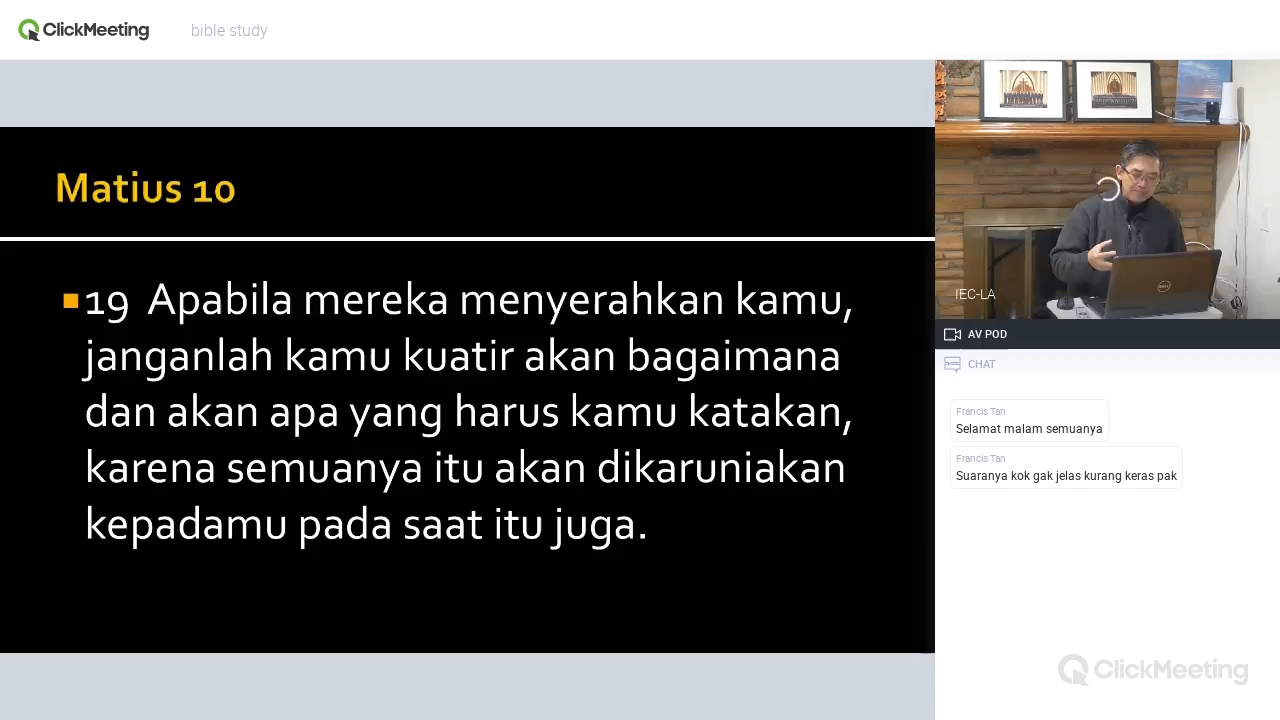 ClickMeeting
bible study
Matius 10
19 Apabila mereka menyerahkan kamu,
janganlah kamu kuatir akan bagaimana
dan akan apa yang harus kamu katakan,
karena semuanya itu akan dikaruniakan
kepadamu pada saat itu juga.
IEC-LA
AV POD
CHAT
Francis Tan
Selamat malam semuanya
Francis Tan
Suaranya kok gak jelas kurang keras pak
ClickMeeting